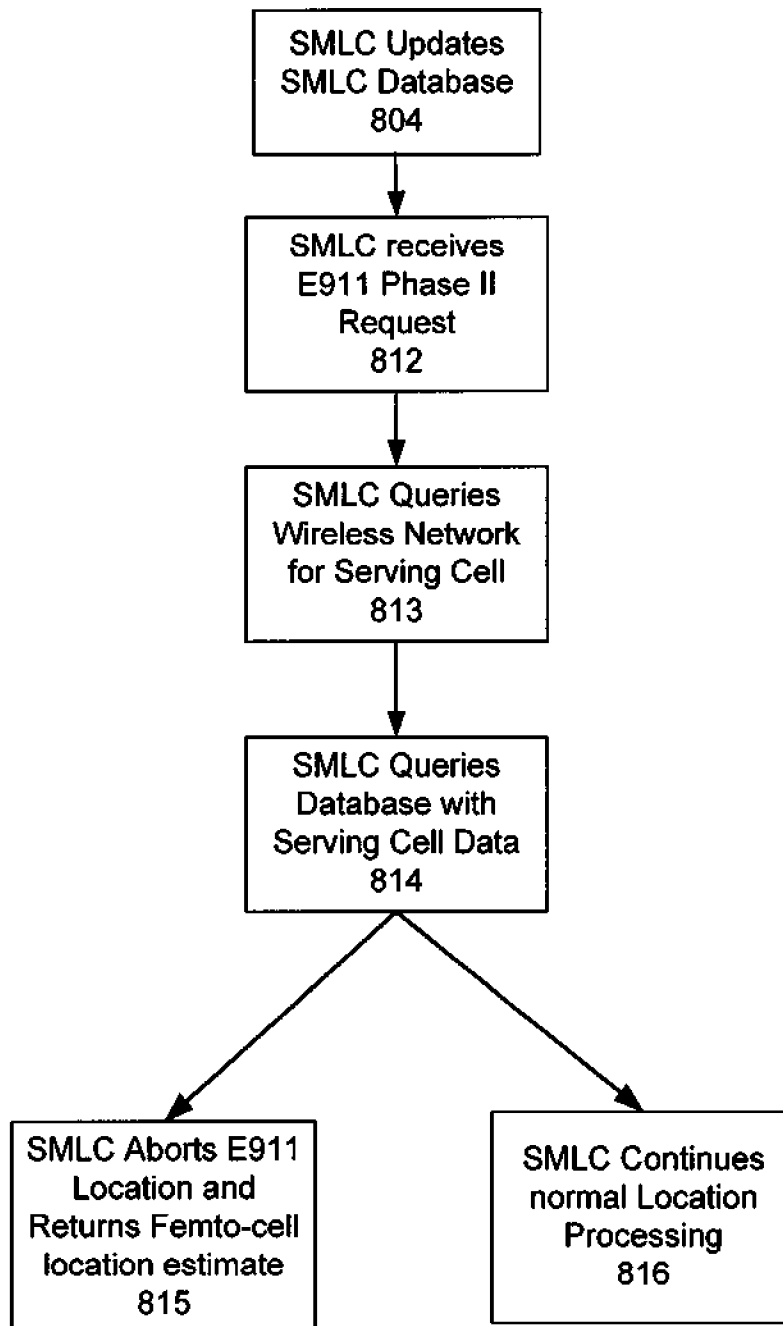 SMLC Updates
SMLC Database
804
SMLC receives
E911 Phase II
Request
812
SMLC Queries
Wireless Network
for Serving Cell
813
SMLC Queries
Database with
Serving Cell Data
814
SMLC Aborts E911
Location and
Returns Femto-cell
location estimate
815
SMLC Continues
normal Location
Processing
816